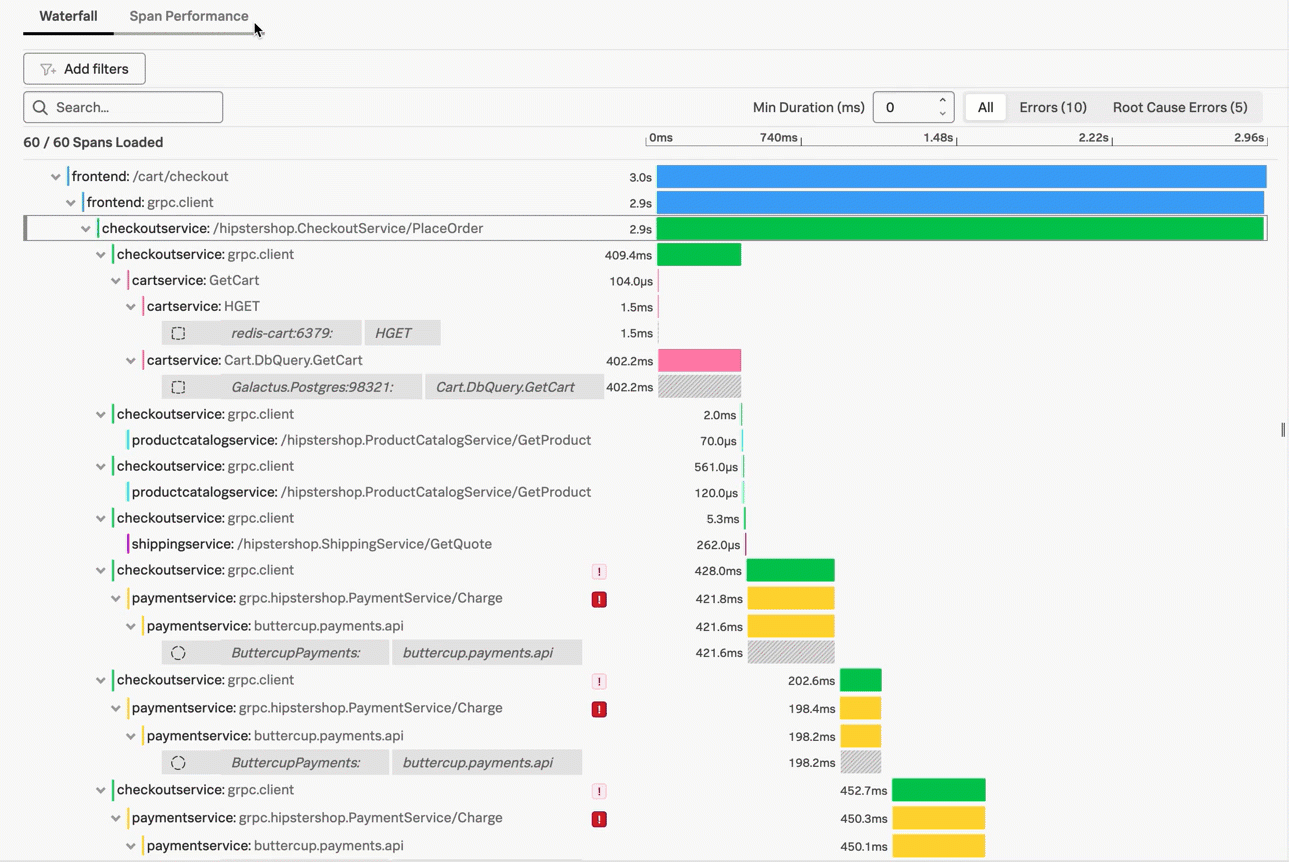 Waterfall Span Performance
Add filters
Search... Min Duration (ms) 0 All Errors (10) Root Cause Errors (5)
60 / 60 Spans Loaded 0ms 740ms 1.48s 2.22s 2.96s
frontend: /cart/checkout 3.0s
frontend: grpc.client 2.9s
checkoutservice: /hipstershop.CheckoutService/PlaceOrder 2.9s
checkoutservice: grpc.client 409.4ms
cartservice: GetCart 104.0µs
cartservice: HGET 1.5ms
redis-cart:6379: HGET 1.5ms
cartservice: Cart.DbQuery.GetCart 402.2ms
Galactus.Postgres:98321: Cart.DbQuery.GetCart 402.2ms
checkoutservice: grpc.client 2.0ms
productcatalogservice: /hipstershop.ProductCatalogService/GetProduct 70.0µs
checkoutservice: grpc.client 561.0µs
productcatalogservice: /hipstershop.ProductCatalogService/GetProduct 120.0µs
checkoutservice: grpc.client 5.3ms
shippingservice: /hipstershop.ShippingService/GetQuote 262.0µs
checkoutservice: grpc.client ! 428.0ms
paymentservice: grpc.hipstershop.PaymentService/Charge ! 421.8ms
paymentservice: buttercup.payments.api 421.6ms
ButtercupPayments: buttercup.payments.api 421.6ms
checkoutservice: grpc.client ! 202.6ms
paymentservice: grpc.hipstershop.PaymentService/Charge ! 198.4ms
paymentservice: buttercup.payments.api 198.2ms
ButtercupPayments: buttercup.payments.api 198.2ms
checkoutservice: grpc.client ! 452.7ms
paymentservice: grpc.hipstershop.PaymentService/Charge ! 450.3ms
paymentservice: buttercup.payments.api 450.1ms